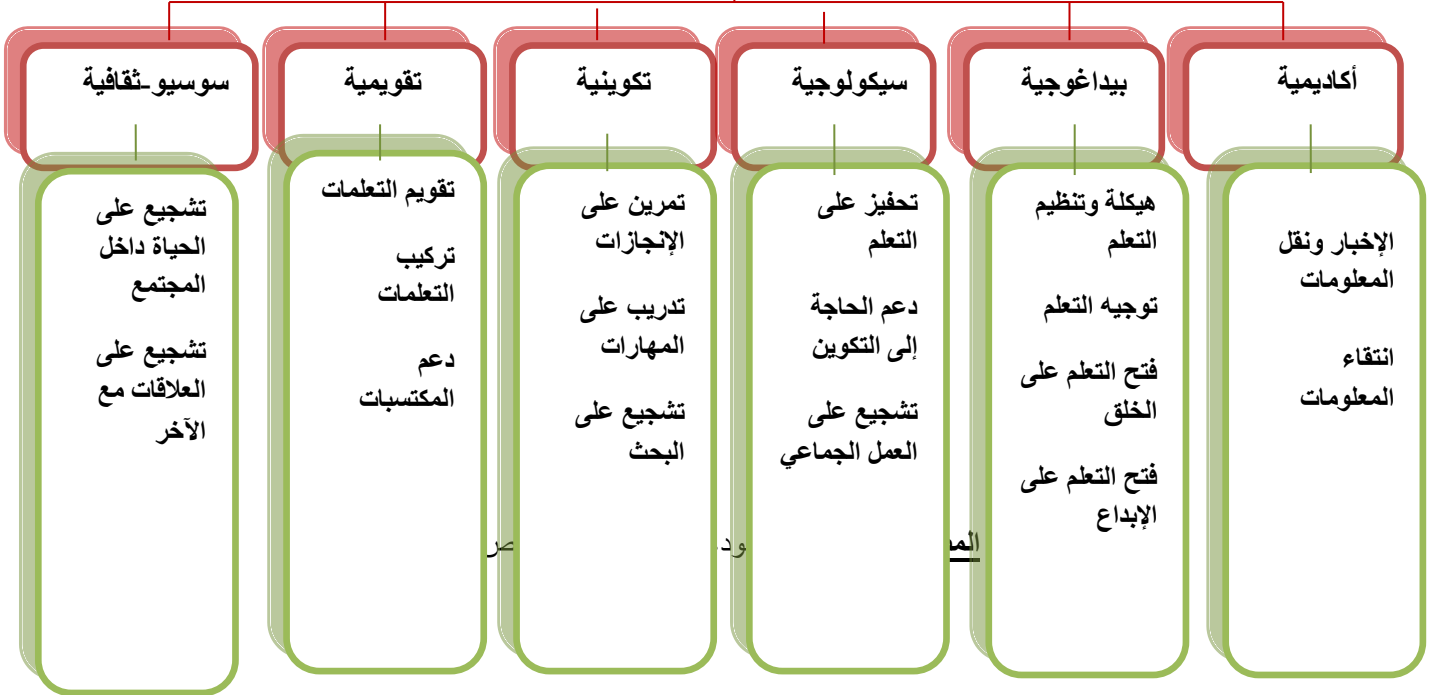 أكاديمية
بيداغوجية
سيكولوجية
تكوينية
تقويمية
سوسيو-ثقافية
الإخبار ونقل
المعلومات
انتقاء
المعلومات
هيكلة وتنظيم
التعلم
توجيه التعلم
فتح التعلم على
الخلق
فتح التعلم على
الإبداع
تحفيز على
التعلم
دعم الحاجة
إلى التكوين
تشجيع على
العمل الجماعي
تمرين على
الإنجازات
تدريب على
المهارات
تشجيع على
البحث
تقويم التعلمات
تركيب
التعلمات
دعم
المكتسبات
تشجيع على
الحياة داخل
المجتمع
تشجيع على
العلاقات مع
الآخر